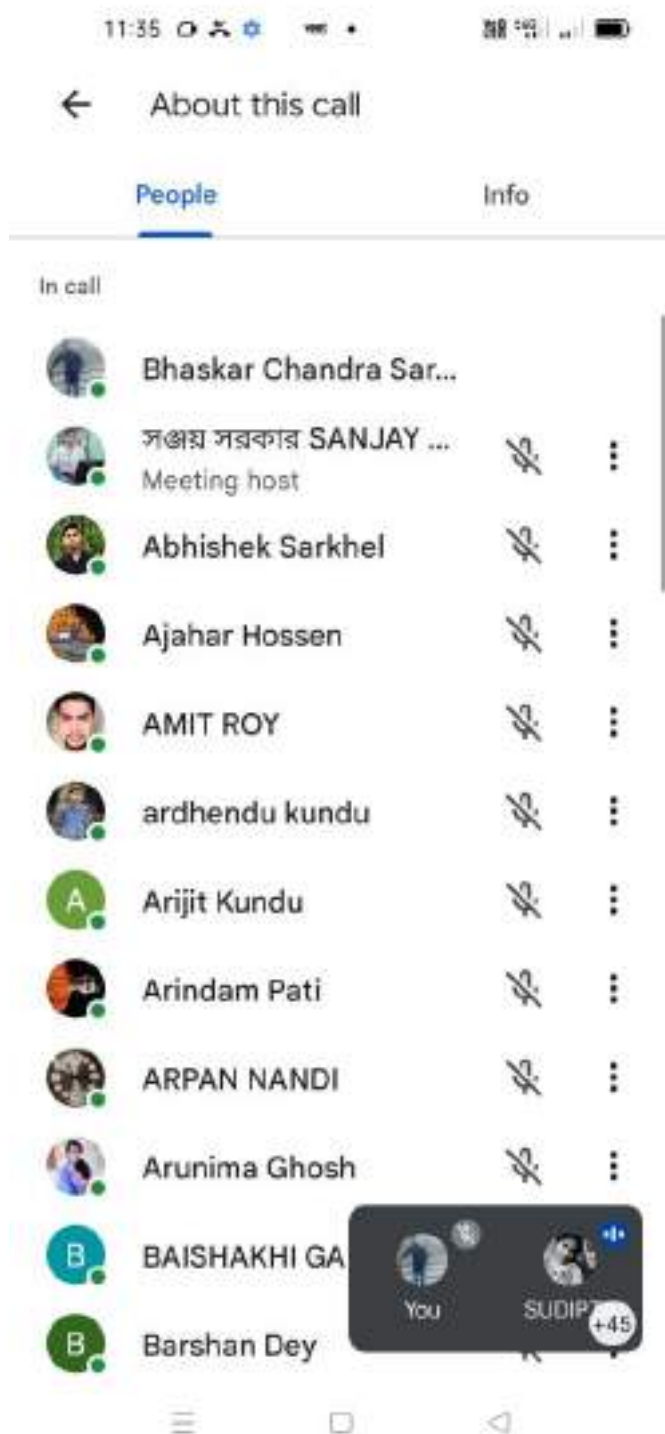 11:35
About this call
People Info
In call
Bhaskar Chandra Sar...
সঞ্জয় সরকার SANJAY ...
Meeting host
Abhishek Sarkhel
Ajahar Hossen
AMIT ROY
ardhendu kundu
A Arijit Kundu
Arindam Pati
ARPAN NANDI
Arunima Ghosh
B BAISHAKHI GA
You SUDIPT
+45
B Barshan Dey